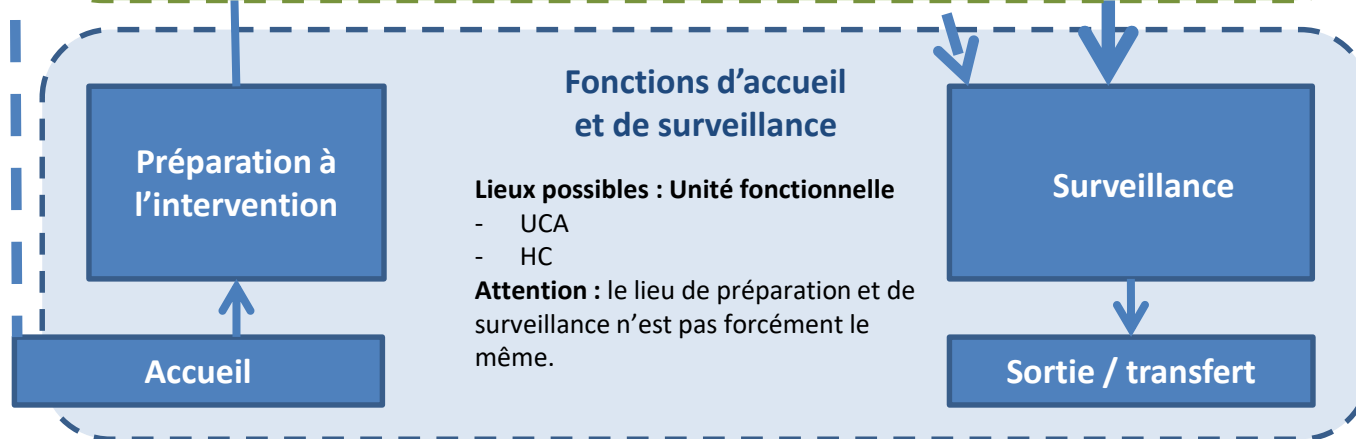 Fonctions d’accueil
et de surveillance
Préparation à
l’intervention
Lieux possibles : Unité fonctionnelle
- UCA
- HC
Attention : le lieu de préparation et de
surveillance n’est pas forcément le
même.
Surveillance
Accueil
Sortie / transfert